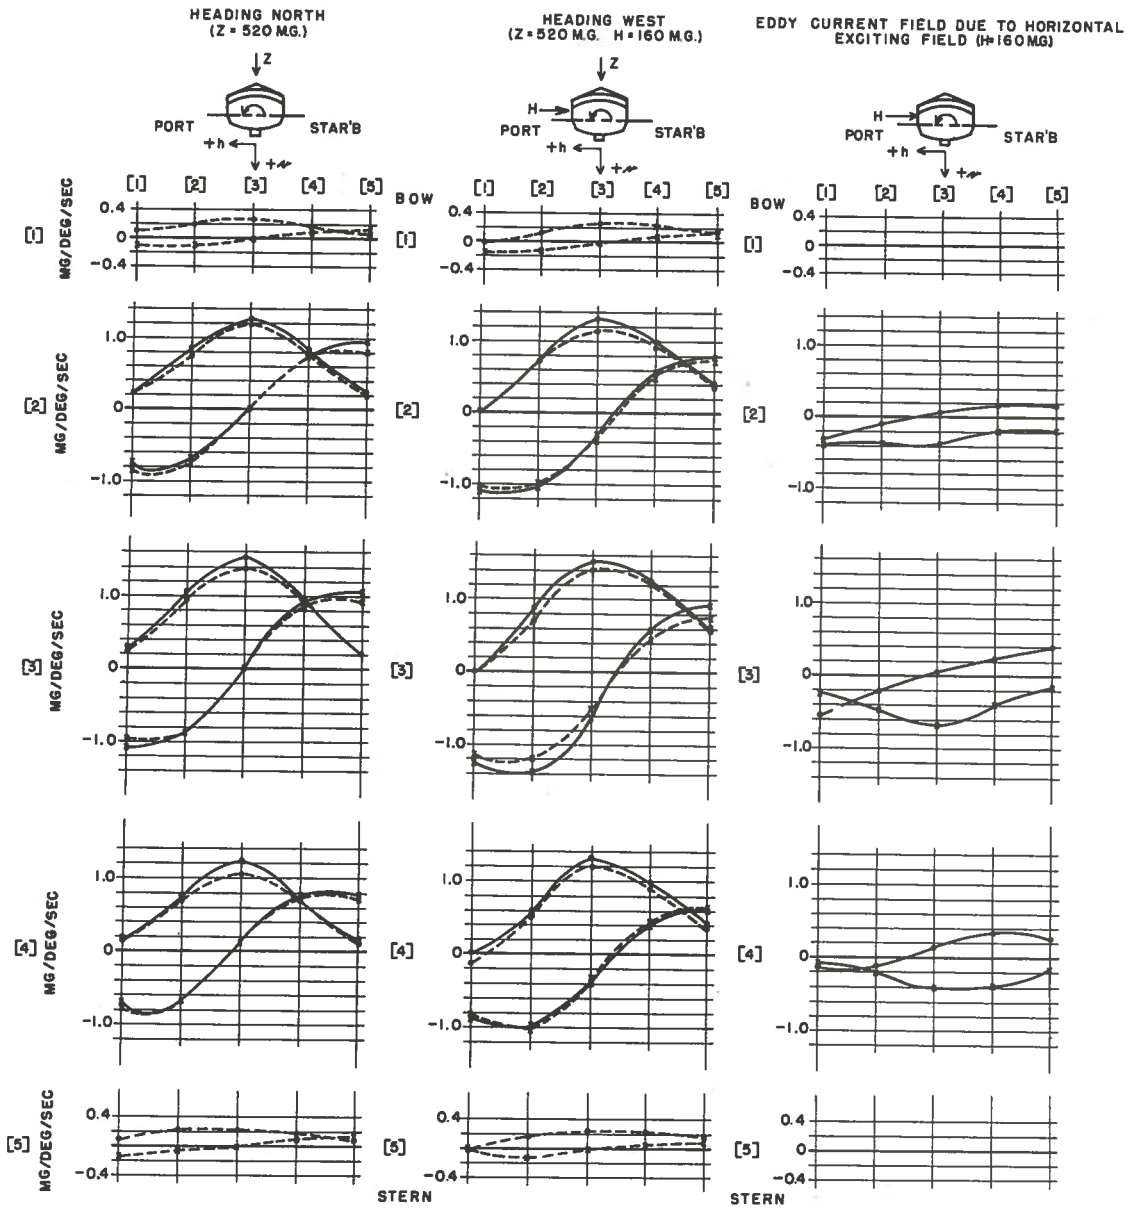 HEADING NORTH
(Z = 520 M.G.)
HEADING WEST
(Z = 520 M.G. H = 160 M.G.)
EDDY CURRENT FIELD DUE TO HORIZONTAL
EXCITING FIELD (H=160MG)
Z
PORT
STAR'B
+h
+v
Z
H
PORT
STAR'B
+h
+v
H
PORT
STAR'B
+h
+v
[1] [2] [3] [4] [5]
BOW
[1] [2] [3] [4] [5]
BOW
[1] [2] [3] [4] [5]
[1]
MG/DEG/SEC
0.4
0
-0.4
[1]
0.4
0
-0.4
[1]
0.4
0
-0.4
[2]
MG/DEG/SEC
1.0
0
-1.0
[2]
1.0
0
-1.0
[2]
1.0
0
-1.0
[3]
MG/DEG/SEC
1.0
0
-1.0
[3]
1.0
0
-1.0
[3]
1.0
0
-1.0
[4]
MG/DEG/SEC
1.0
0
-1.0
[4]
1.0
0
-1.0
[4]
1.0
0
-1.0
[5]
MG/DEG/SEC
0.4
-0.4
[5]
0.4
0
-0.4
[5]
0.4
0
-0.4
STERN
STERN